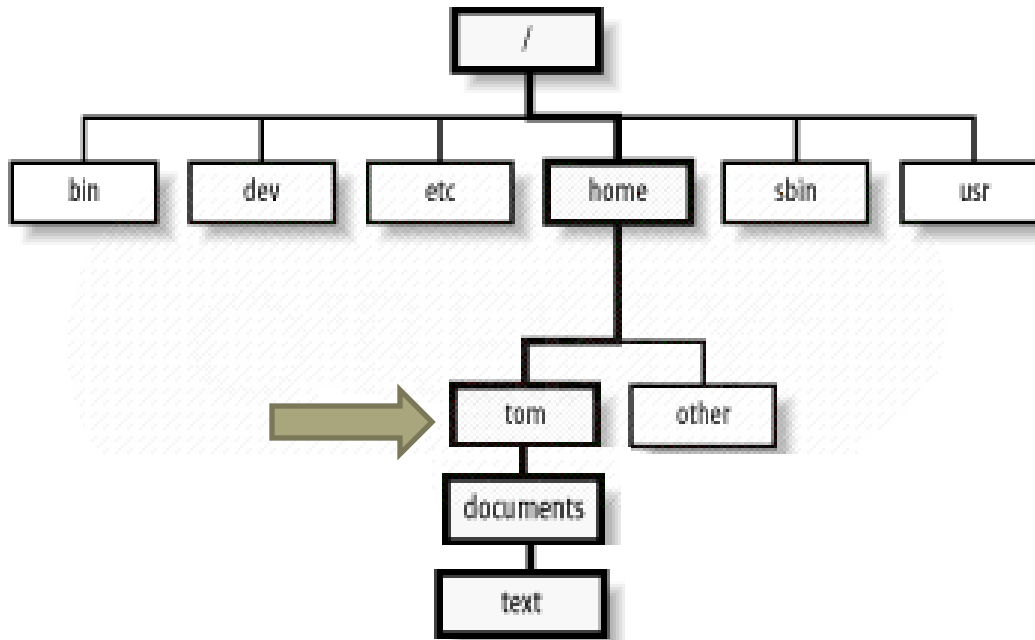 /
bin dev etc home sbin usr
tom other
documents
text